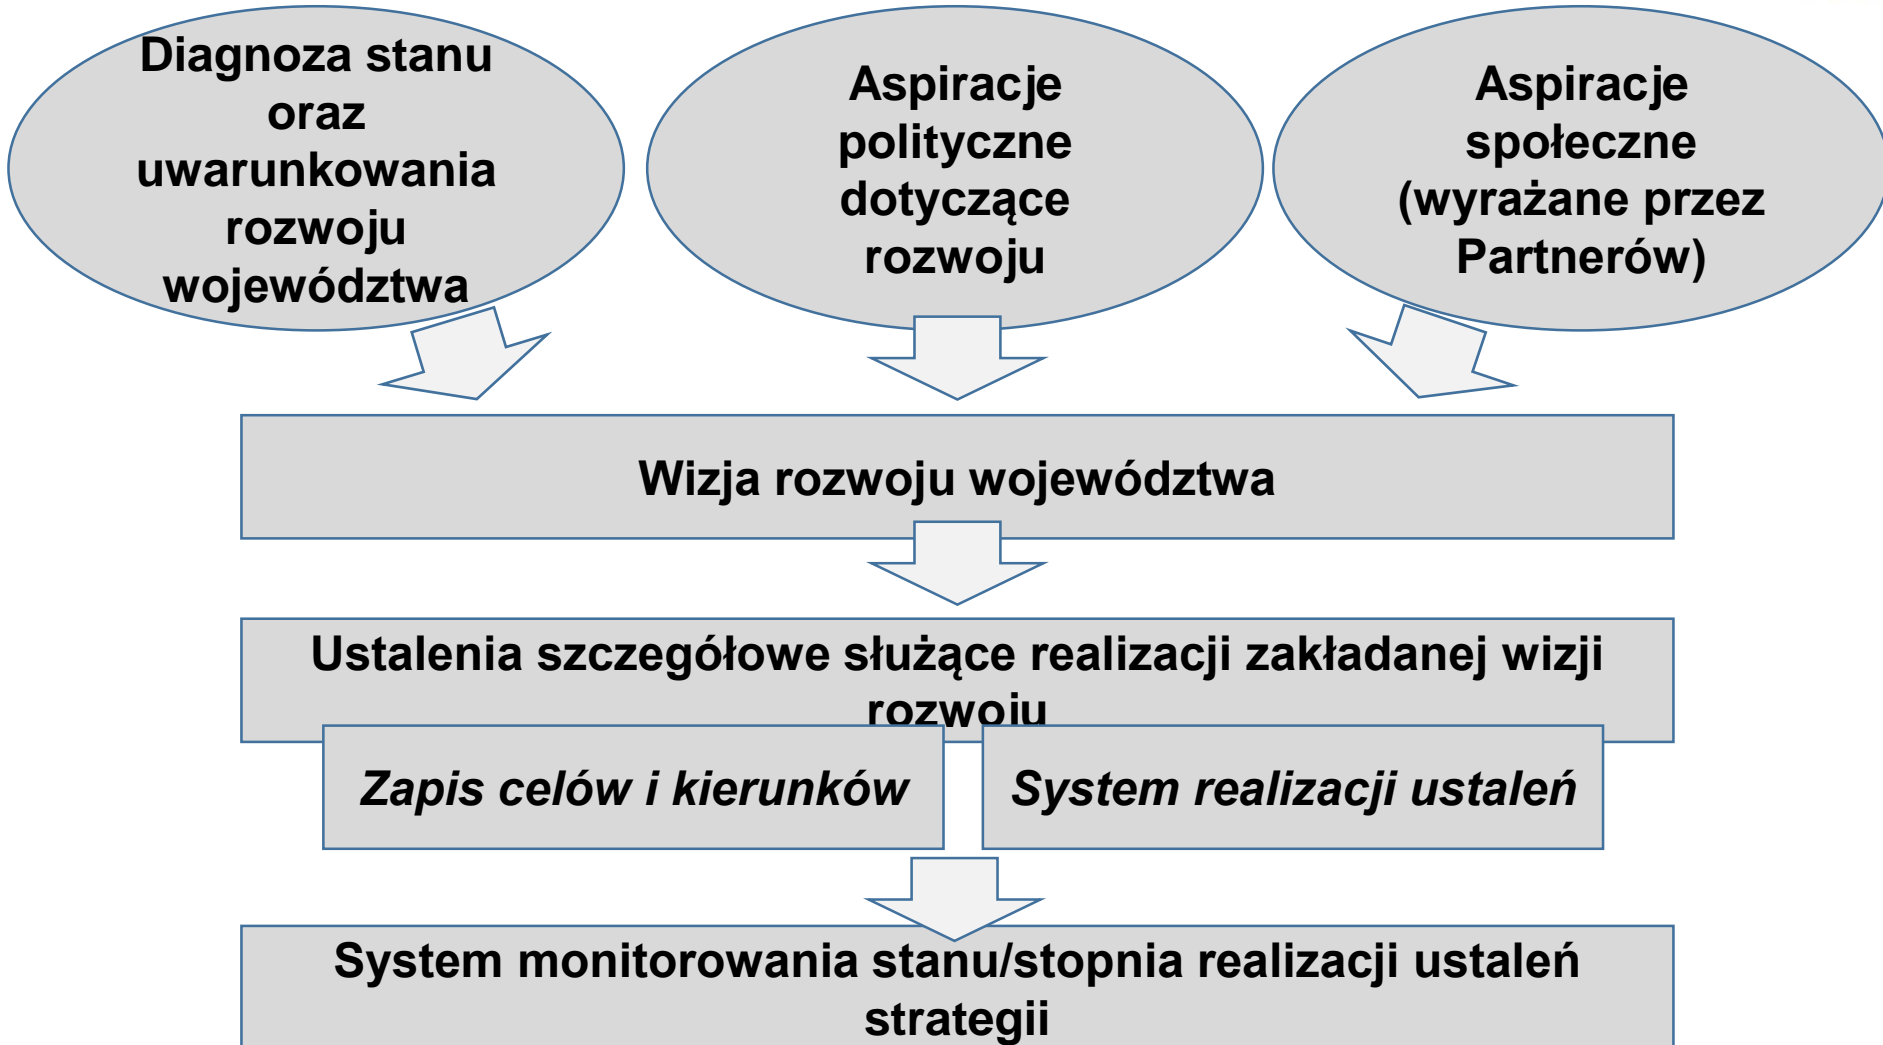 Diagnoza stanu
oraz
uwarunkowania
rozwoju
województwa
Aspiracje
polityczne
dotyczące
rozwoju
Aspiracje
społeczne
(wyrażane przez
Partnerów)
Wizja rozwoju województwa
Ustalenia szczegółowe służące realizacji zakładanej wizji
rozwoju
Zapis celów i kierunków
System realizacji ustaleń
System monitorowania stanu/stopnia realizacji ustaleń
strategii